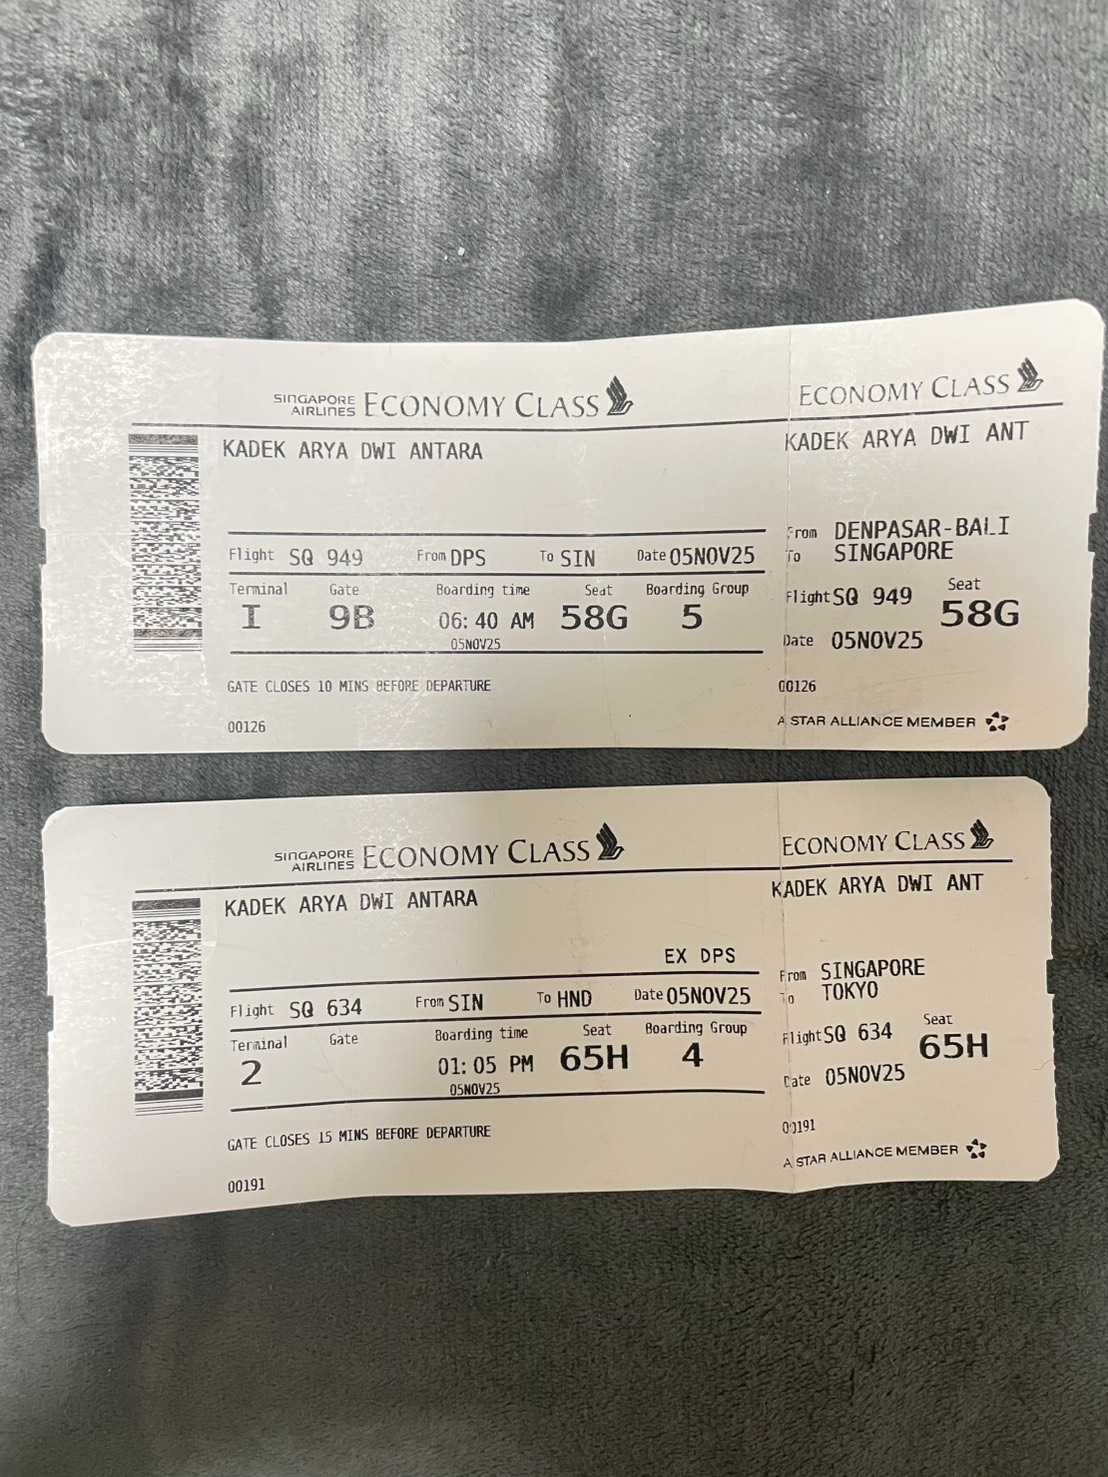 SINGAPORE AIRLINES ECONOMY CLASS
KADEK ARYA DWI ANTARA
Flight SQ 949 From DPS To SIN Date 05NOV25
Terminal Gate Boarding time Seat Boarding Group
I 9B 06:40 AM 58G 5
05NOV25
GATE CLOSES 10 MINS BEFORE DEPARTURE
00126
ECONOMY CLASS
KADEK ARYA DWI ANT
From DENPASAR-BALI
To SINGAPORE
Seat
Flight SQ 949 58G
Date 05NOV25
00126
A STAR ALLIANCE MEMBER
SINGAPORE AIRLINES ECONOMY CLASS
KADEK ARYA DWI ANTARA
EX DPS
Flight SQ 634 From SIN To HND Date 05NOV25
Terminal Gate Boarding time Seat Boarding Group
2 01:05 PM 65H 4
05NOV25
GATE CLOSES 15 MINS BEFORE DEPARTURE
00191
ECONOMY CLASS
KADEK ARYA DWI ANT
From SINGAPORE
To TOKYO
Seat
Flight SQ 634 65H
Date 05NOV25
00191
A STAR ALLIANCE MEMBER